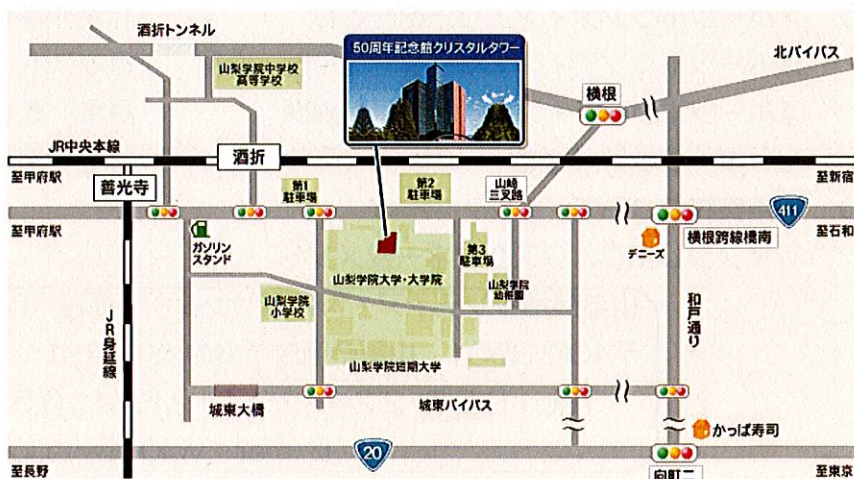 酒折トンネル
50周年記念館クリスタルタワー
北バイパス
山梨学院中学校
高等学校
横根
JR中央本線
酒折
至甲府駅
善光寺
第1
駐車場
第2
駐車場
山崎
三叉路
至新宿
411
至甲府駅
ガソリン
スタンド
第3
駐車場
デニーズ
横根跨線橋南
至石和
山梨学院大学・大学院
山梨学院
幼稚園
山梨学院
小学校
和戸通り
JR身延線
山梨学院短期大学
城東大橋
城東バイパス
かっぱ寿司
20
至長野
向町二
至東京